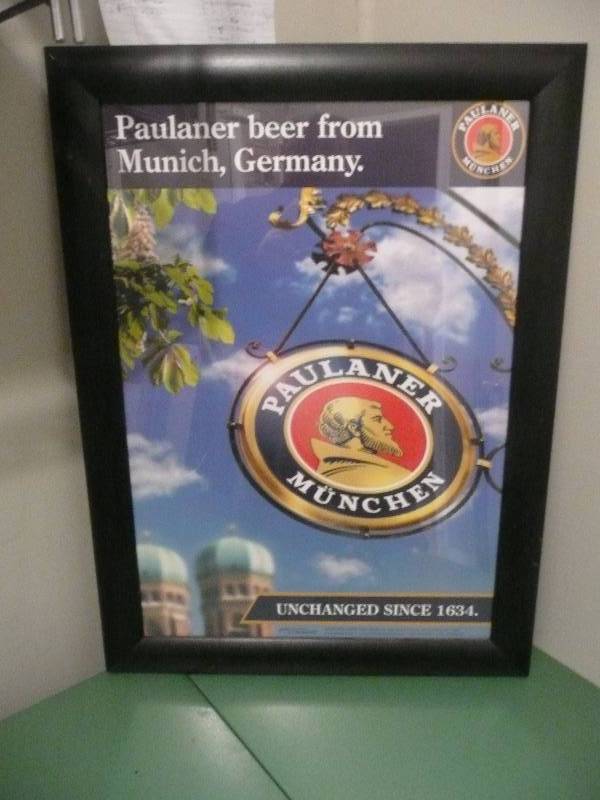 Paulaner beer from
Munich, Germany.
PAULANER
MÜNCHEN
PAULANER
MÜNCHEN
UNCHANGED SINCE 1634.